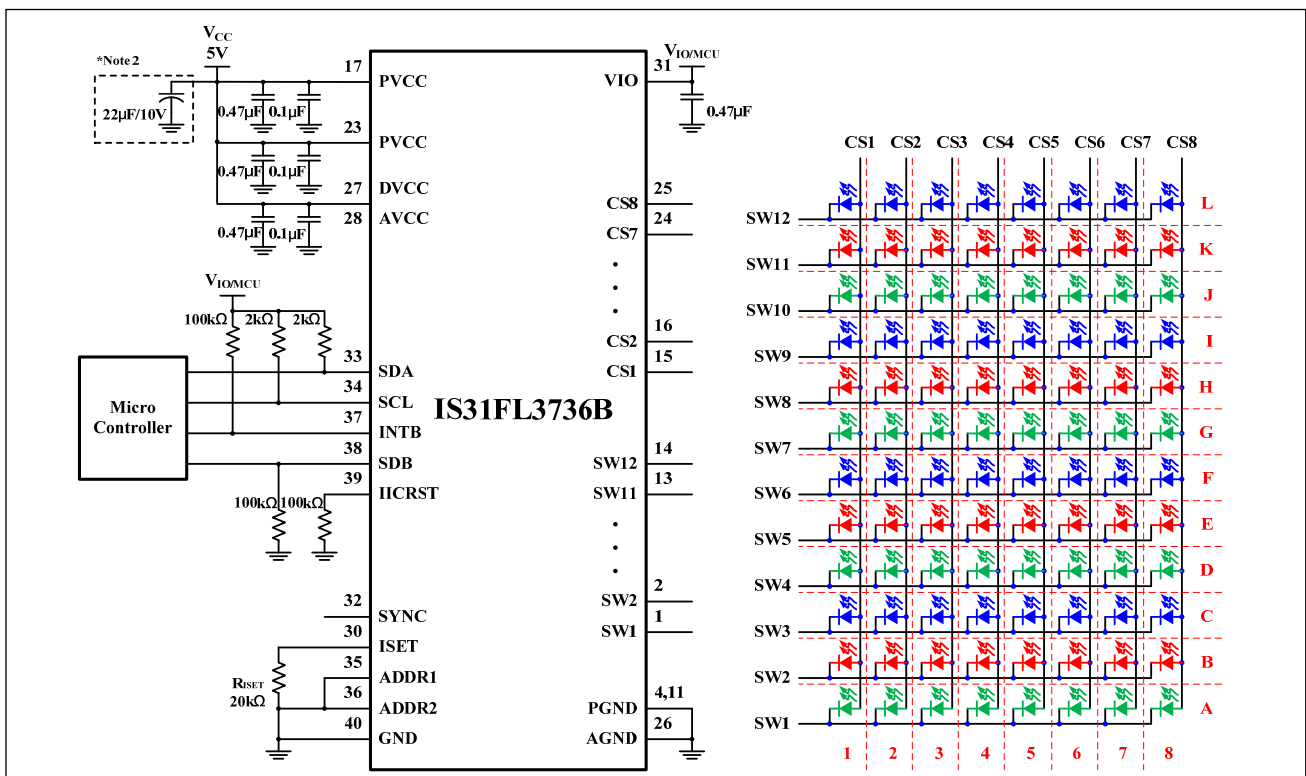 VCC
5V
*Note 2
22μF/10V
0.47μF 0.1μF
0.47μF 0.1μF
0.47μF 0.1μF
17 PVCC
23 PVCC
27 DVCC
28 AVCC
VIO/MCU
100kΩ 2kΩ 2kΩ
Micro
Controller
33 SDA
34 SCL
37 INTB
38 SDB
39 IICRST
100kΩ 100kΩ
32 SYNC
30 ISET
35 ADDR1
36 ADDR2
40 GND
RISET
20kΩ
IS31FL3736B
VIO/MCU
VIO 31
0.47μF
CS8 25
CS7 24
CS2 16
CS1 15
SW12 14
SW11 13
SW2 2
SW1 1
PGND 4,11
AGND 26
CS1 CS2 CS3 CS4 CS5 CS6 CS7 CS8
SW12 L
SW11 K
SW10 J
SW9 I
SW8 H
SW7 G
SW6 F
SW5 E
SW4 D
SW3 C
SW2 B
SW1 A
1 2 3 4 5 6 7 8